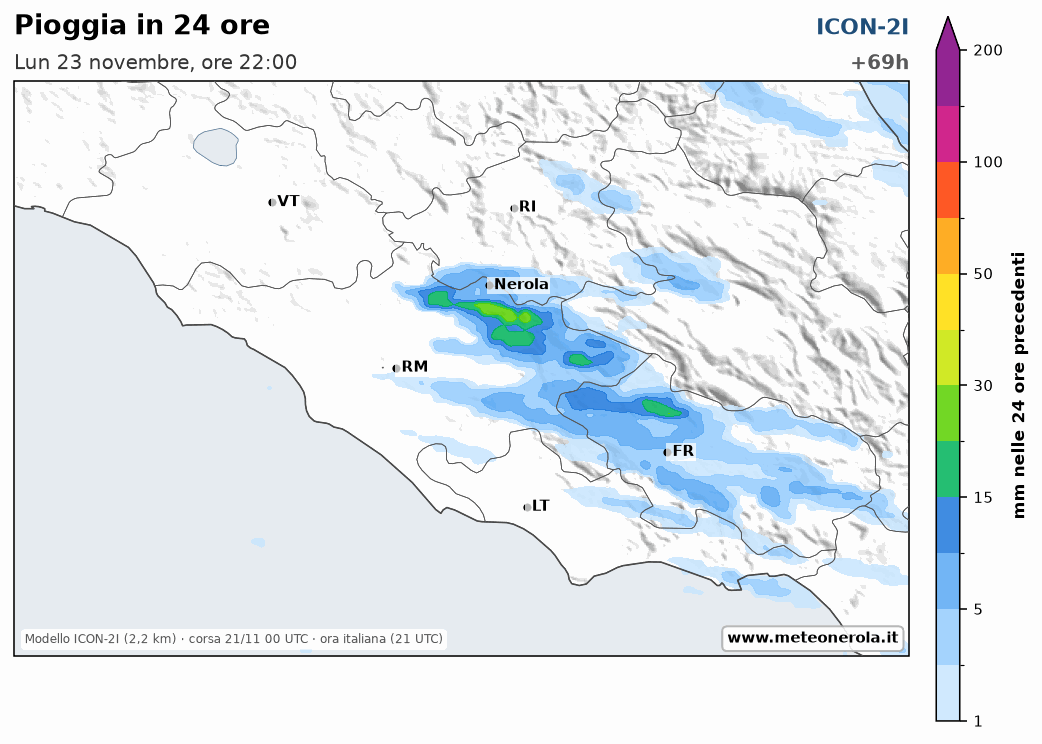 Pioggia in 24 ore
ICON-2I
Lun 23 novembre, ore 22:00
+69h
VT
RI
Nerola
RM
FR
LT
Modello ICON-2I (2,2 km) · corsa 21/11 00 UTC · ora italiana (21 UTC)
www.meteonerola.it
200
100
50
30
15
5
1
mm nelle 24 ore precedenti